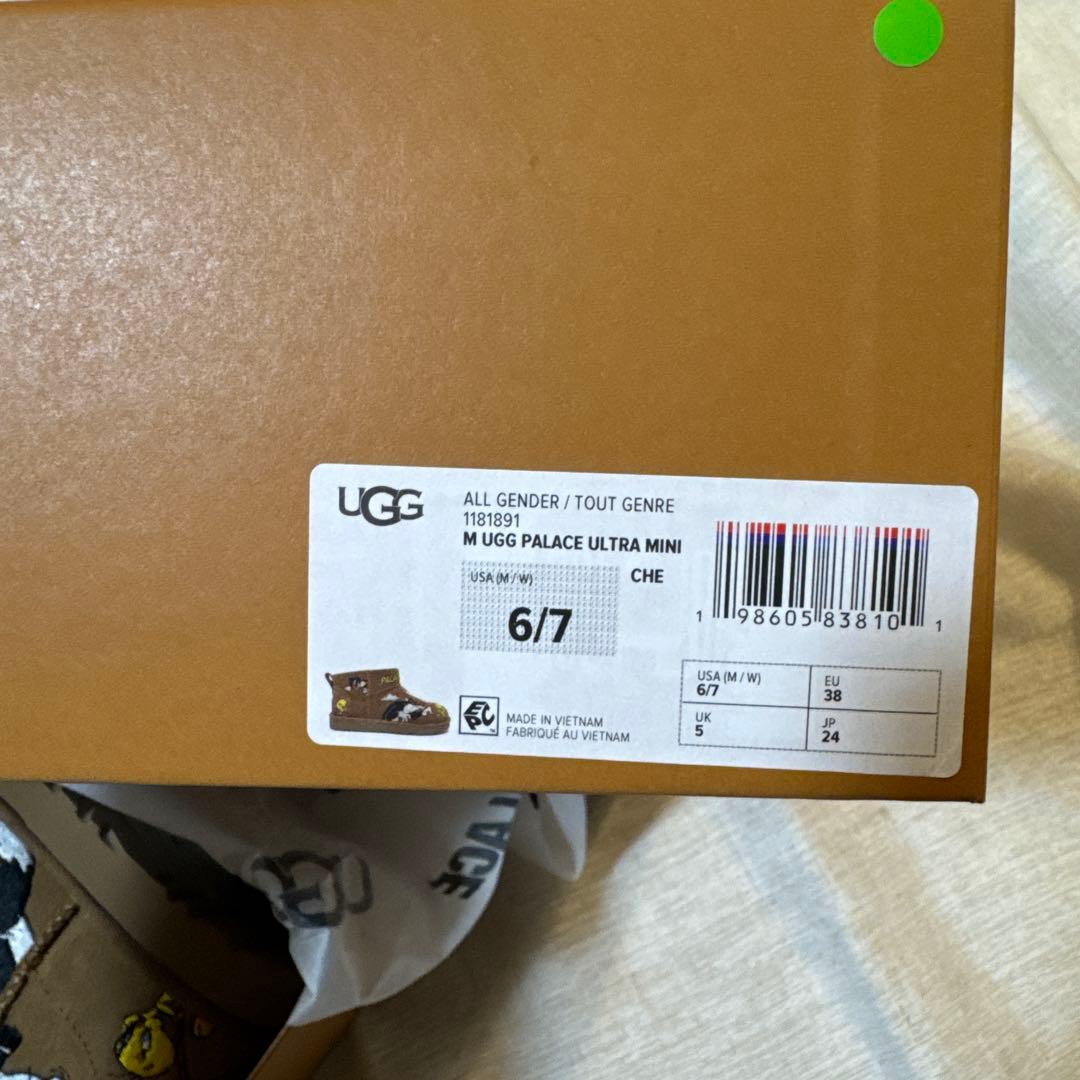 UGG
ALL GENDER / TOUT GENRE
1181891
M UGG PALACE ULTRA MINI
CHE
USA (M / W)
6/7
1 98605 83810 1
USA (M / W)
6/7
EU
38
UK
5
JP
24
EPC
MADE IN VIETNAM
FABRIQUÉ AU VIETNAM